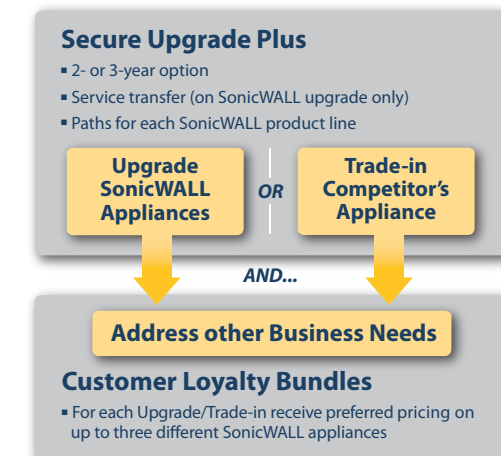 Secure Upgrade Plus
▪ 2- or 3-year option
▪ Service transfer (on SonicWALL upgrade only)
▪ Paths for each SonicWALL product line
Upgrade
SonicWALL
Appliances
OR
Trade-in
Competitor's
Appliance
AND...
Address other Business Needs
Customer Loyalty Bundles
▪ For each Upgrade/Trade-in receive preferred pricing on
up to three different SonicWALL appliances